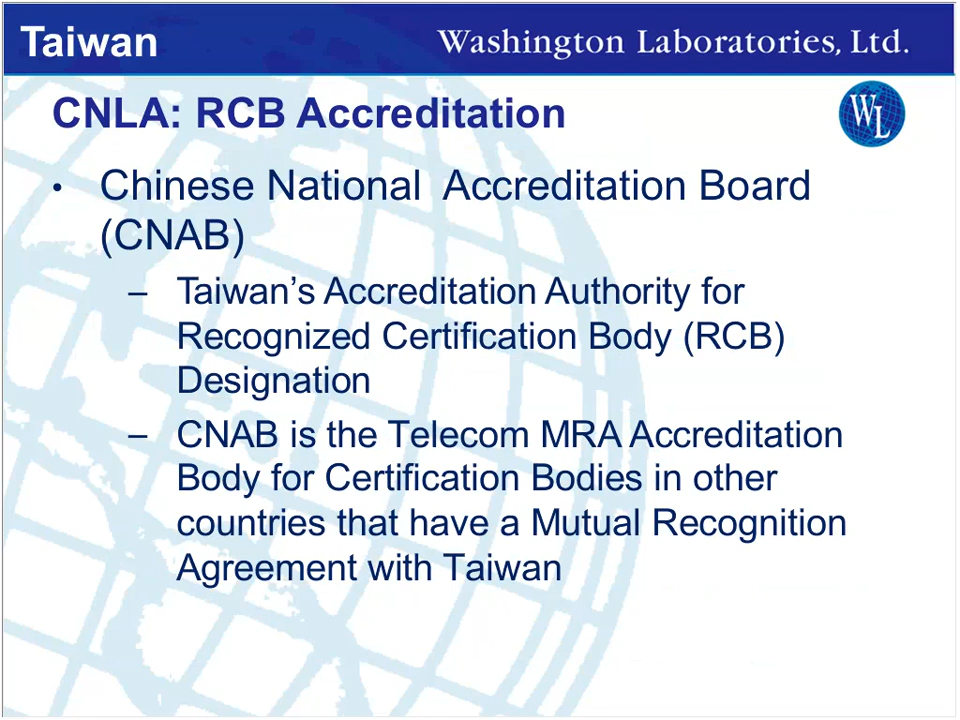 Taiwan
Washington Laboratories, Ltd.
CNLA: RCB Accreditation
WL
• Chinese National  Accreditation Board
(CNAB)
– Taiwan’s Accreditation Authority for
Recognized Certification Body (RCB)
Designation
– CNAB is the Telecom MRA Accreditation
Body for Certification Bodies in other
countries that have a Mutual Recognition
Agreement with Taiwan